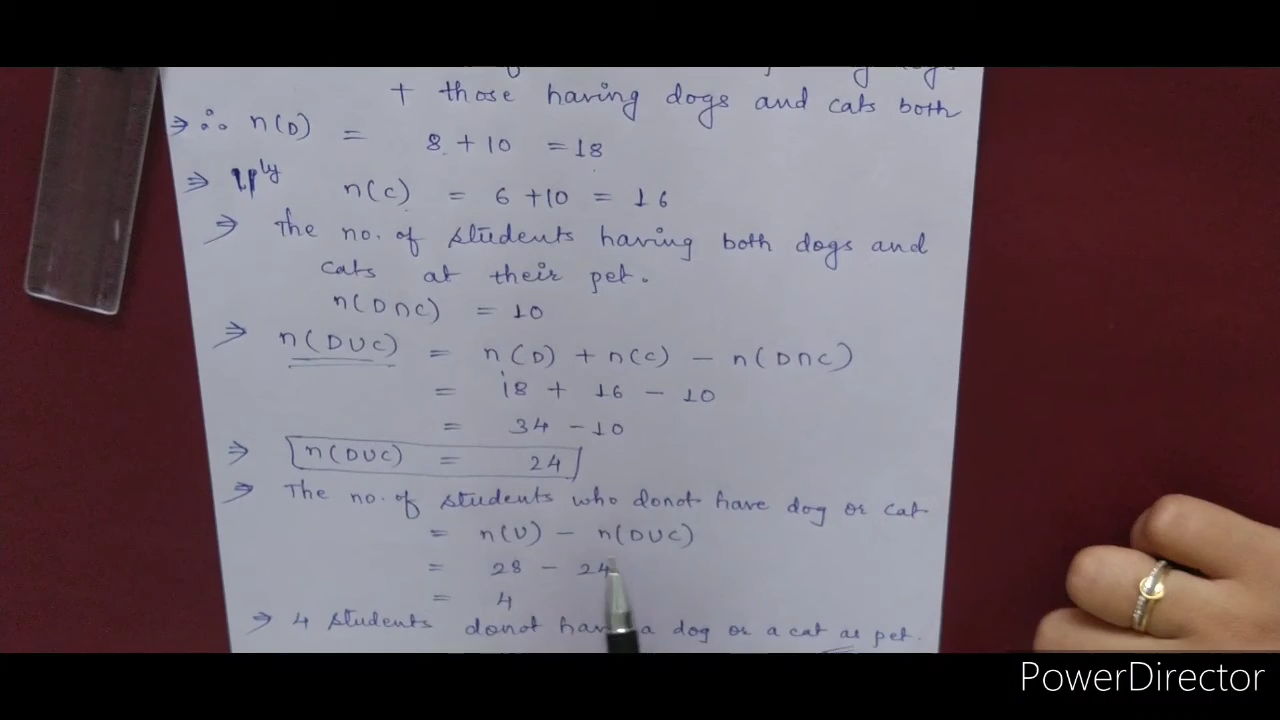 + those having dogs and cats both
⇒ ∴ n(D) = 8 + 10 = 18
⇒ ly n(C) = 6 + 10 = 16
⇒ The no. of students having both dogs and
cats at their pet.
n(D∩C) = 10
⇒ n(D∪C) = n(D) + n(C) − n(D∩C)
= 18 + 16 − 10
= 34 − 10
⇒ n(D∪C) = 24
⇒ The no. of students who donot have dog or cat
= n(U) − n(D∪C)
= 28 − 24
= 4
⇒ 4 students donot have a dog or a cat as pet.
PowerDirector